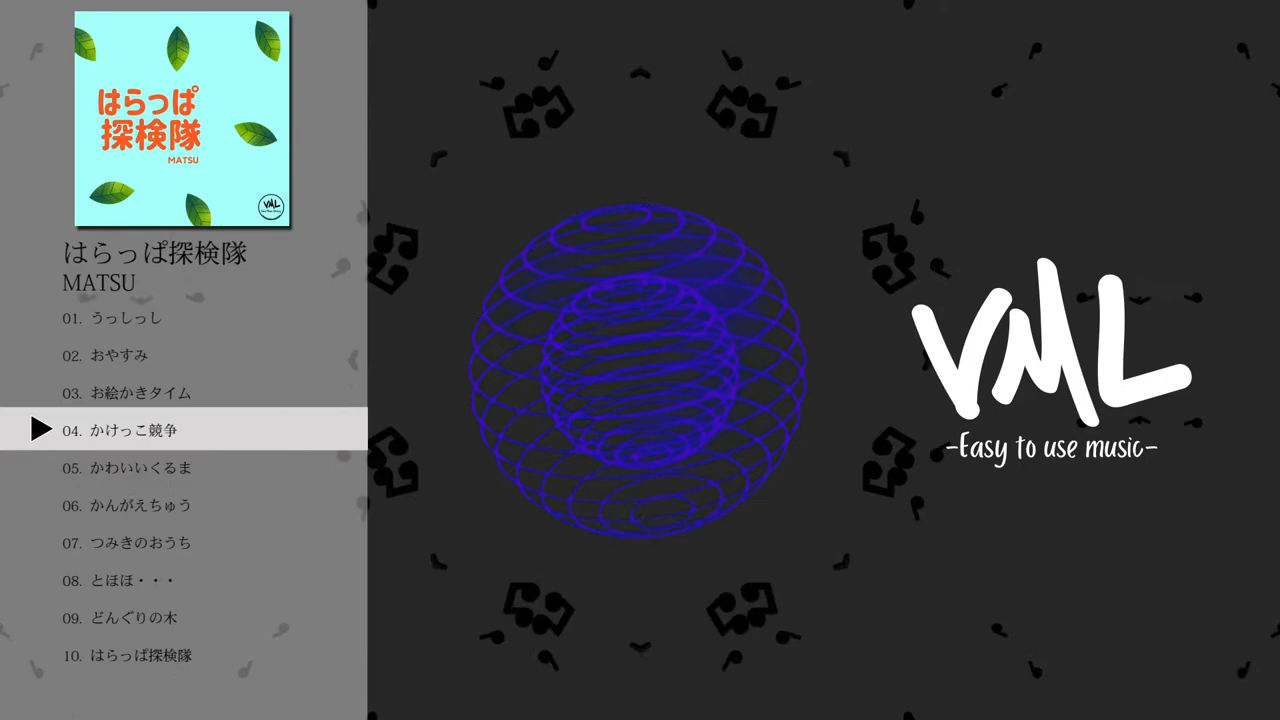 はらっぱ
探検隊
MATSU
VML
はらっぱ探検隊
MATSU
01. うっしっし
02. おやすみ
03. お絵かきタイム
04. かけっこ競争
05. かわいいくるま
06. かんがえちゅう
07. つみきのおうち
08. とほほ・・・
09. どんぐりの木
10. はらっぱ探検隊
VML
-Easy to use music-